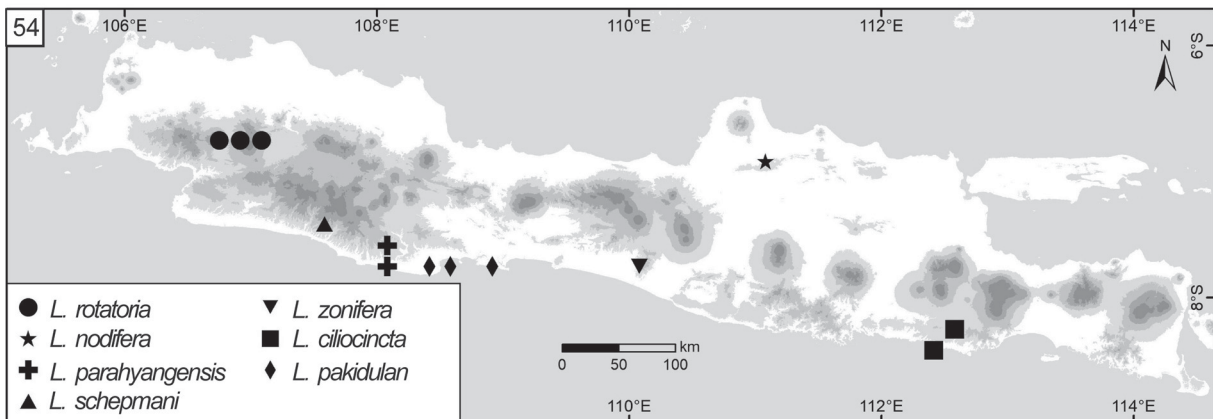 54
106°E 108°E 110°E 112°E 114°E
6°S
N
8°S
L. rotatoria L. zonifera
L. nodifera L. ciliocincta
L. parahyangensis L. pakidulan
L. schepmani
km
0 50 100
110°E 112°E 114°E